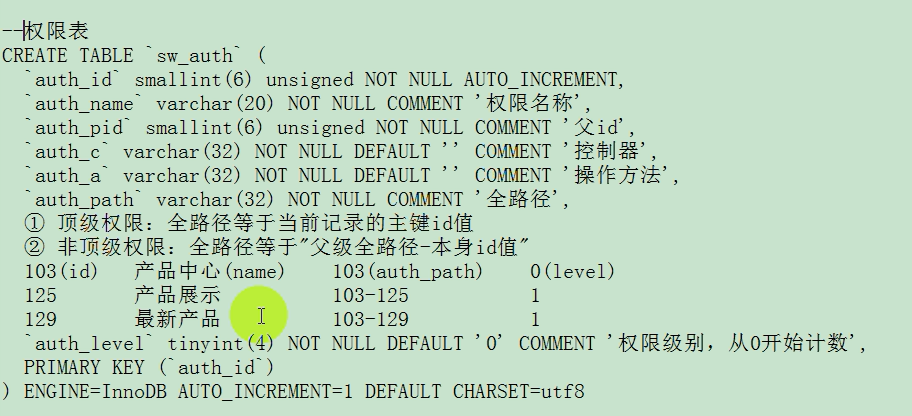 --权限表
CREATE TABLE `sw_auth` (
  `auth_id` smallint(6) unsigned NOT NULL AUTO_INCREMENT,
  `auth_name` varchar(20) NOT NULL COMMENT '权限名称',
  `auth_pid` smallint(6) unsigned NOT NULL COMMENT '父id',
  `auth_c` varchar(32) NOT NULL DEFAULT '' COMMENT '控制器',
  `auth_a` varchar(32) NOT NULL DEFAULT '' COMMENT '操作方法',
  `auth_path` varchar(32) NOT NULL COMMENT '全路径',
  ① 顶级权限：全路径等于当前记录的主键id值
  ② 非顶级权限：全路径等于"父级全路径-本身id值"
  103(id)   产品中心(name)    103(auth_path)    0(level)
  125       产品展示          103-125           1
  129       最新产品          103-129           1
  `auth_level` tinyint(4) NOT NULL DEFAULT '0' COMMENT '权限级别，从0开始计数',
  PRIMARY KEY (`auth_id`)
) ENGINE=InnoDB AUTO_INCREMENT=1 DEFAULT CHARSET=utf8